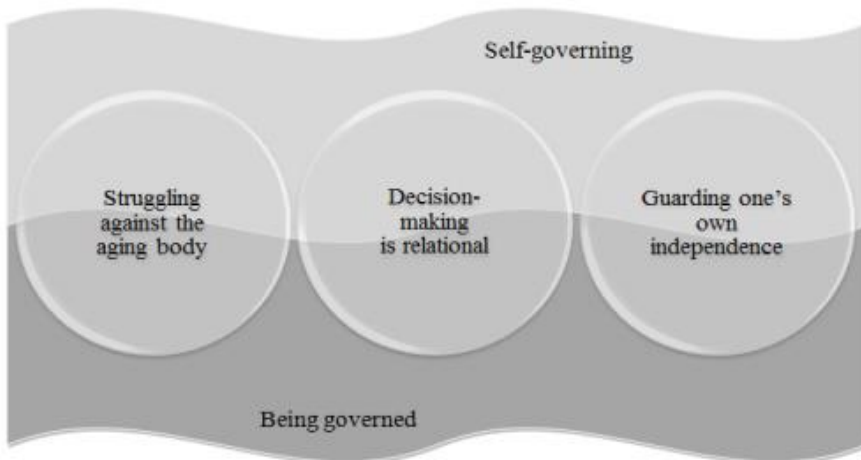 Self-governing
Struggling
against the
aging body
Decision-
making
is relational
Guarding one's
own
independence
Being governed